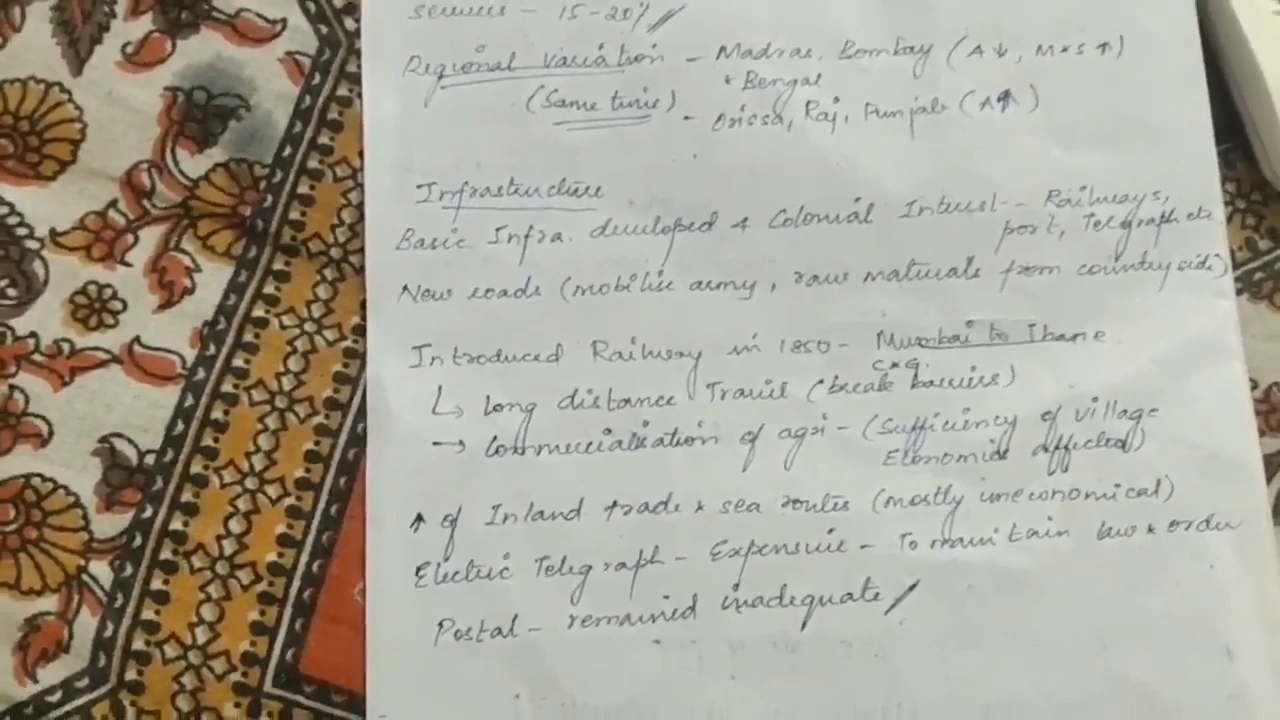 services - 15-20%
Regional Variation - Madras, Bombay (A↓, M & S ↑)
& Bengal
(Same time) - Orissa, Raj, Punjab (A↑)
Infrastructure
Basic Infra. developed 4 Colonial Interest - Railways,
port, Telegraph etc
New roads (mobilise army, raw materials from countryside)
Introduced Railway in 1850 - Mumbai to Thane
C & G.
↳ long distance Travel (break barriers)
→ Commercialisation of agri - (Sufficiency of village
Economies affected)
↑ of Inland trade & sea routes (mostly uneconomical)
Electric Telegraph - Expensive - To maintain law & order
Postal - remained inadequate